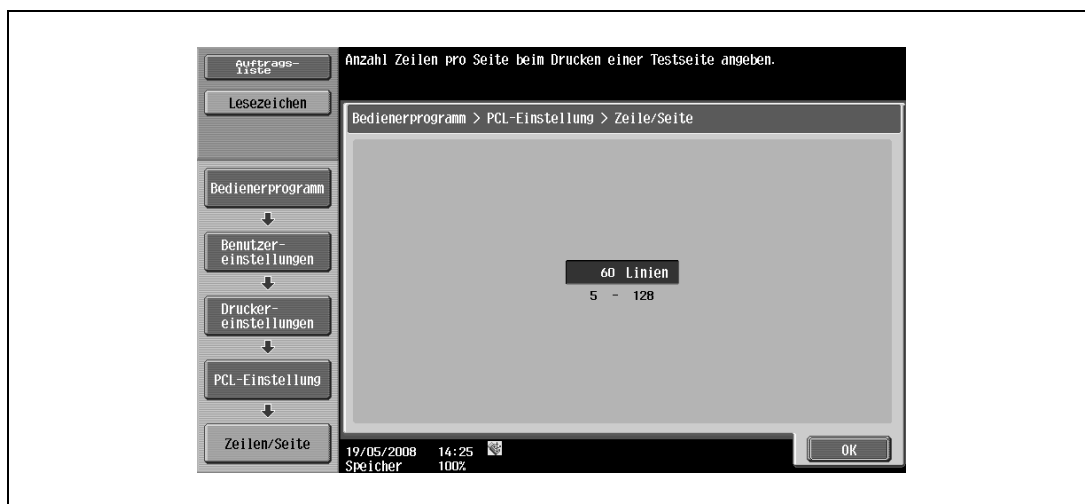 Auftrags-
liste
Lesezeichen
Bedienerprogramm
Benutzer-
einstellungen
Drucker-
einstellungen
PCL-Einstellung
Zeilen/Seite
Anzahl Zeilen pro Seite beim Drucken einer Testseite angeben.
Bedienerprogramm > PCL-Einstellung > Zeile/Seite
60 Linien
5 - 128
19/05/2008 14:25
Speicher 100%
OK